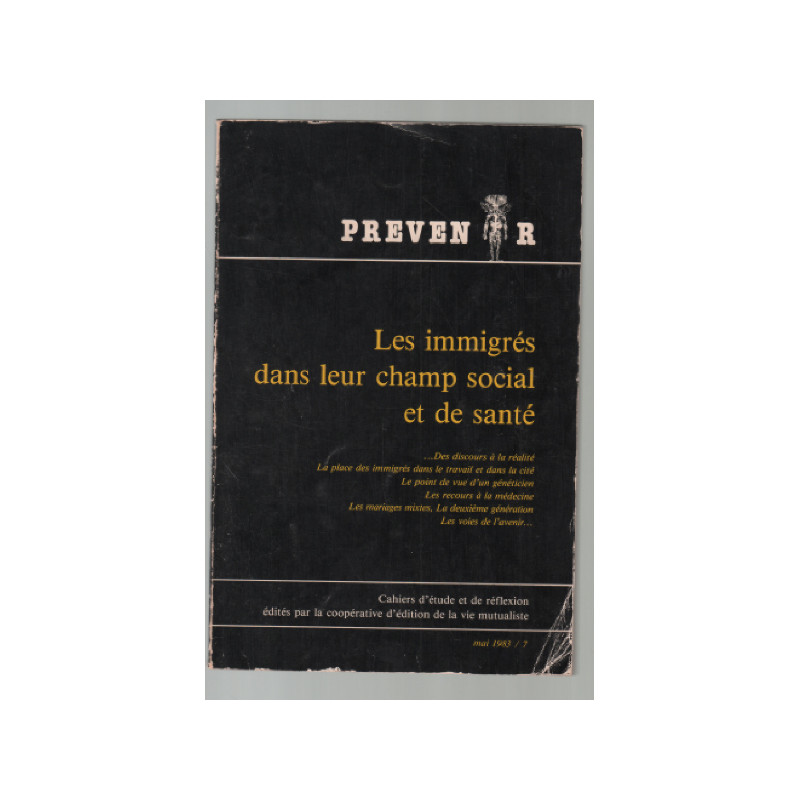 PREVENIR
Les immigrés
dans leur champ social
et de santé
...Des discours à la réalité
La place des immigrés dans le travail et dans la cité
Le point de vue d'un généticien
Les recours à la médecine
Les mariages mixtes, La deuxième génération
Les voies de l'avenir...
Cahiers d'étude et de réflexion
édités par la coopérative d'édition de la vie mutualiste
mai 1983 / 7